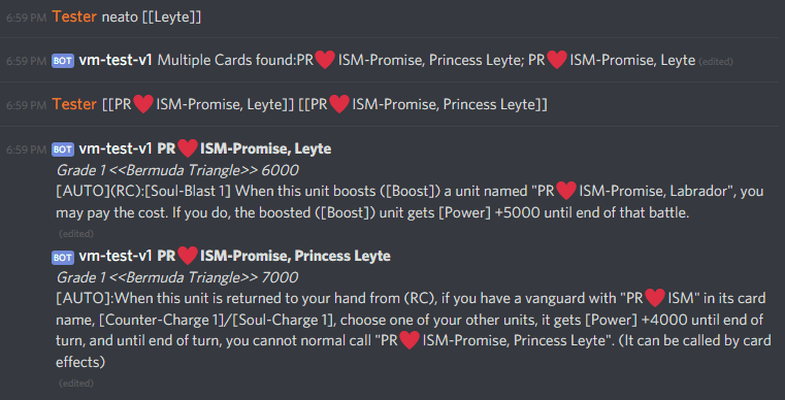 6:59 PM Tester neato [[Leyte]]
6:59 PM BOT vm-test-v1 Multiple Cards found:PR❤️ISM-Promise, Princess Leyte; PR❤️ISM-Promise, Leyte (edited)
6:59 PM Tester [[PR❤️ISM-Promise, Leyte]] [[PR❤️ISM-Promise, Princess Leyte]]
6:59 PM BOT vm-test-v1 PR❤️ISM-Promise, Leyte
Grade 1 <<Bermuda Triangle>> 6000
[AUTO](RC):[Soul-Blast 1] When this unit boosts ([Boost]) a unit named "PR❤️ISM-Promise, Labrador", you
may pay the cost. If you do, the boosted ([Boost]) unit gets [Power] +5000 until end of that battle.
(edited)
BOT vm-test-v1 PR❤️ISM-Promise, Princess Leyte
Grade 1 <<Bermuda Triangle>> 7000
[AUTO]:When this unit is returned to your hand from (RC), if you have a vanguard with "PR❤️ISM" in its card
name, [Counter-Charge 1]/[Soul-Charge 1], choose one of your other units, it gets [Power] +4000 until end of
turn, and until end of turn, you cannot normal call "PR❤️ISM-Promise, Princess Leyte". (It can be called by card
effects)
(edited)